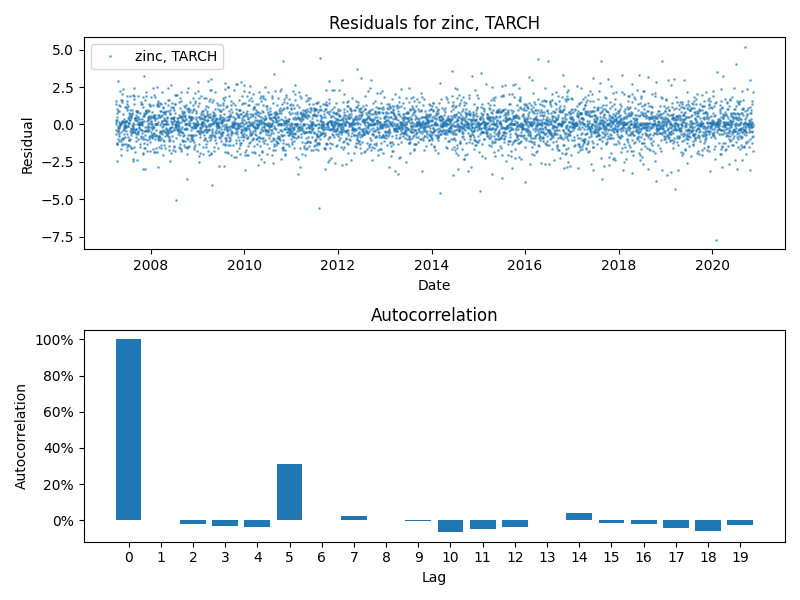 Residuals for zinc, TARCH
zinc, TARCH
5.0
2.5
0.0
−2.5
−5.0
−7.5
Residual
2008 2010 2012 2014 2016 2018 2020
Date
Autocorrelation
100%
80%
60%
40%
20%
0%
Autocorrelation
0 1 2 3 4 5 6 7 8 9 10 11 12 13 14 15 16 17 18 19
Lag